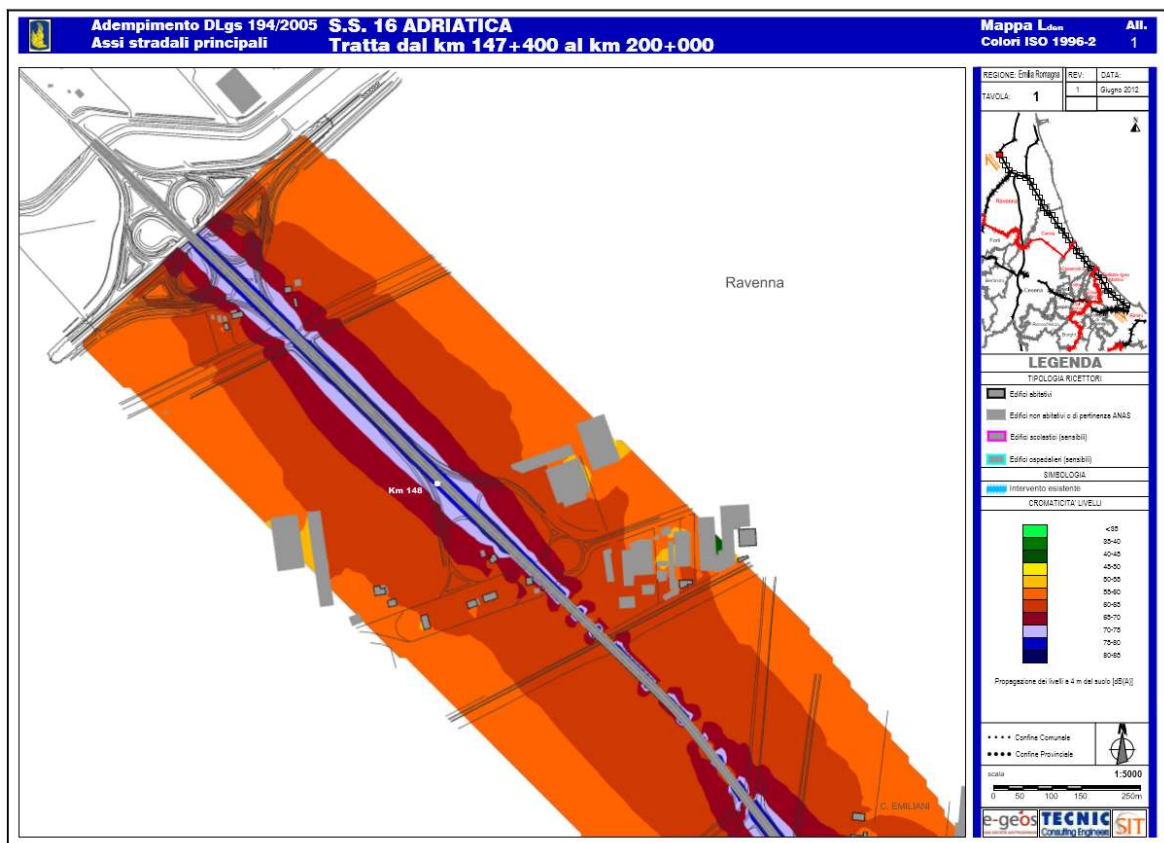 Adempimento DLgs 194/2005
Assi stradali principali
S.S. 16 ADRIATICA
Tratta dal km 147+400 al km 200+000
Mappa Lden
Colori ISO 1996-2
All.
1
REGIONE: Emilia Romagna
REV:
DATA:
TAVOLA: 1
1
Giugno 2012
N
Ravenna
Cervia
Forlì
Cesena
Rimini
Ravenna
Km 148
C. EMILIANI
LEGENDA
TIPOLOGIA RICETTORI
Edifici abitativi
Edifici non abitativi o di pertinenza ANAS
Edifici scolastici (sensibili)
Edifici ospedalieri (sensibili)
SIMBOLOGIA
Intervento esistente
CROMATICITA' LIVELLI
<35
35-40
40-45
45-50
50-55
55-60
60-65
65-70
70-75
75-80
80-85
Propagazione dei livelli a 4 m dal suolo [dB(A)]
Confine Comunale
Confine Provinciale
scala
1:5000
0 50 100 150 250m
e-geos
TECNIC
Consulting Engineers
SIT